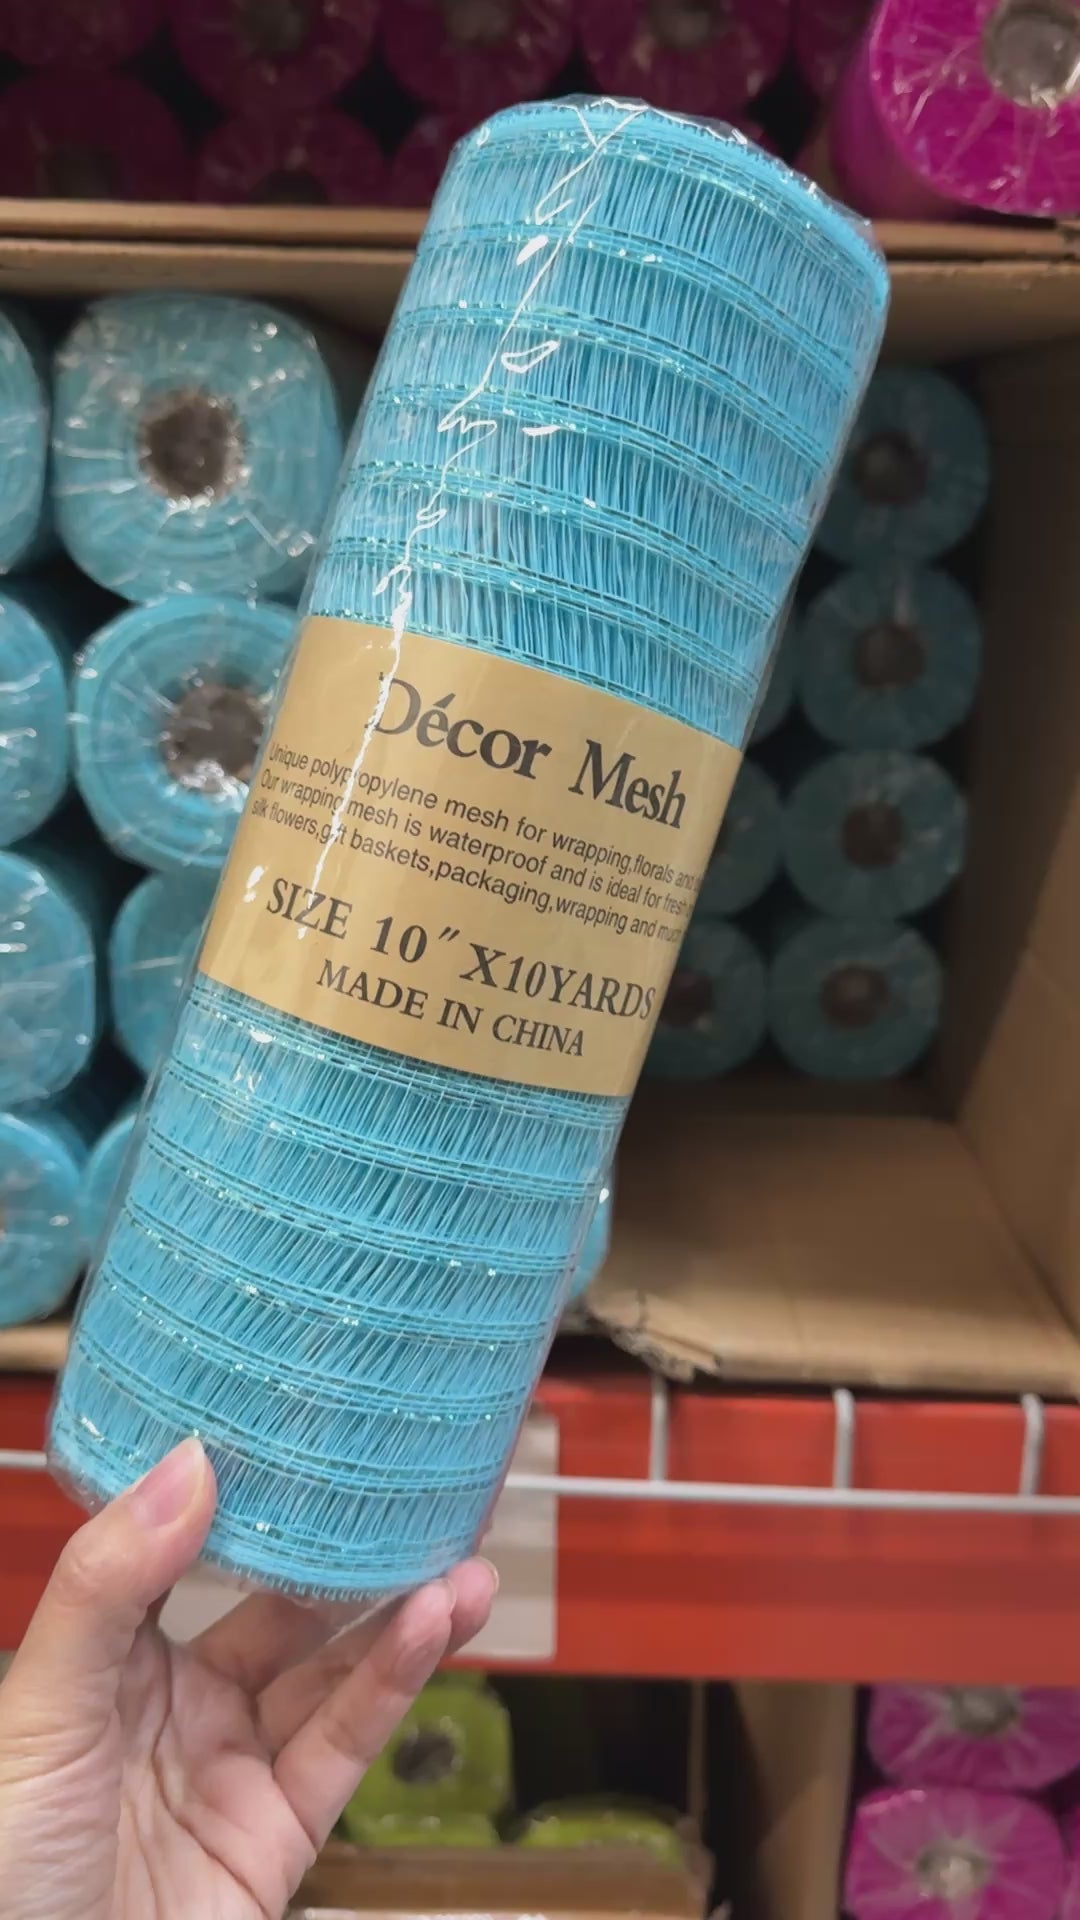 Décor Mesh
Unique polypropylene mesh for wrapping,florals and
Our wrapping mesh is waterproof and is ideal for fresh
silk flowers,gift baskets,packaging,wrapping and much
SIZE 10″X10YARDS
MADE IN CHINA